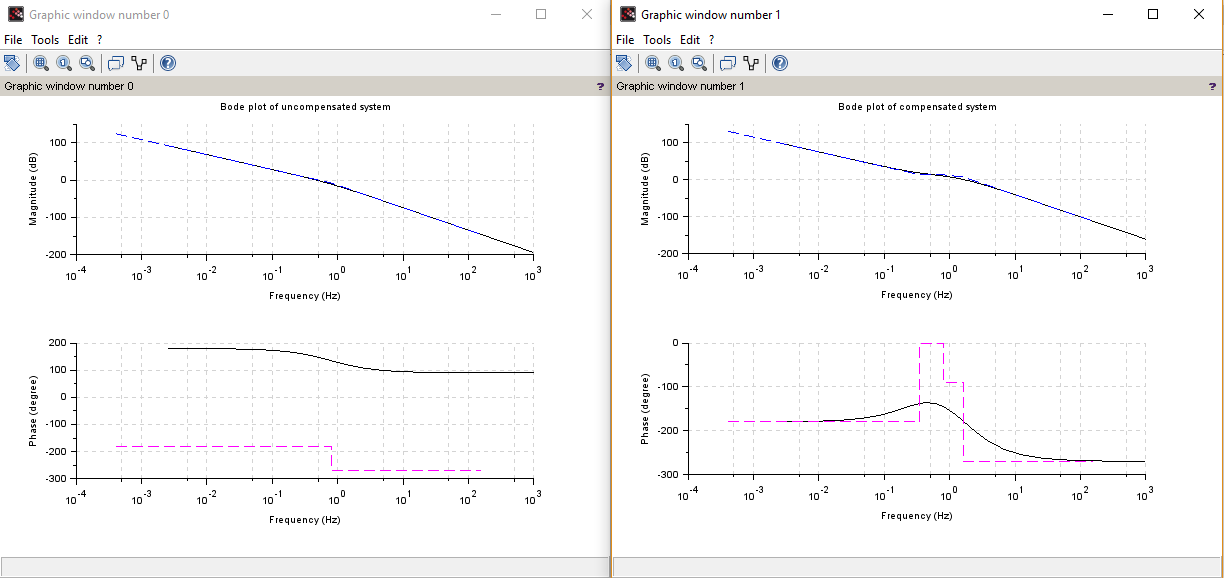 Graphic window number 0
File Tools Edit ?
Graphic window number 0 ?
Bode plot of uncompensated system
Magnitude (dB)
100
0
-100
-200
10^-4 10^-3 10^-2 10^-1 10^0 10^1 10^2 10^3
Frequency (Hz)
Phase (degree)
200
100
0
-100
-200
-300
10^-4 10^-3 10^-2 10^-1 10^0 10^1 10^2 10^3
Frequency (Hz)
Graphic window number 1
File Tools Edit ?
Graphic window number 1 ?
Bode plot of compensated system
Magnitude (dB)
100
0
-100
-200
10^-4 10^-3 10^-2 10^-1 10^0 10^1 10^2 10^3
Frequency (Hz)
Phase (degree)
0
-100
-200
-300
10^-4 10^-3 10^-2 10^-1 10^0 10^1 10^2 10^3
Frequency (Hz)